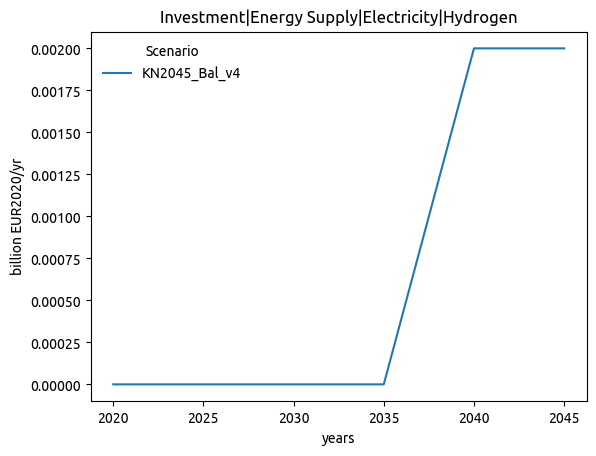 Investment|Energy Supply|Electricity|Hydrogen
Scenario
KN2045_Bal_v4
0.00200
0.00175
0.00150
0.00125
0.00100
0.00075
0.00050
0.00025
0.00000
billion EUR2020/yr
2020 2025 2030 2035 2040 2045
years